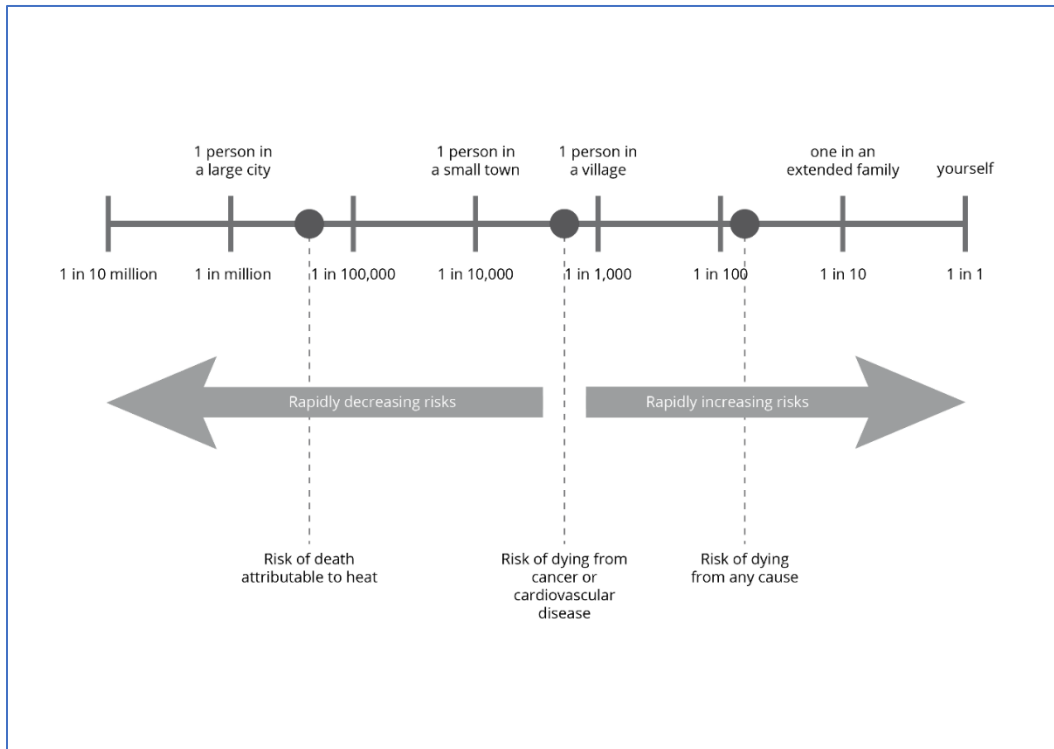 1 person in
a large city
1 person in
a small town
1 person in
a village
one in an
extended family
yourself
1 in 10 million
1 in million
1 in 100,000
1 in 10,000
1 in 1,000
1 in 100
1 in 10
1 in 1
Rapidly decreasing risks
Rapidly increasing risks
Risk of death
attributable to heat
Risk of dying from
cancer or
cardiovascular
disease
Risk of dying
from any cause